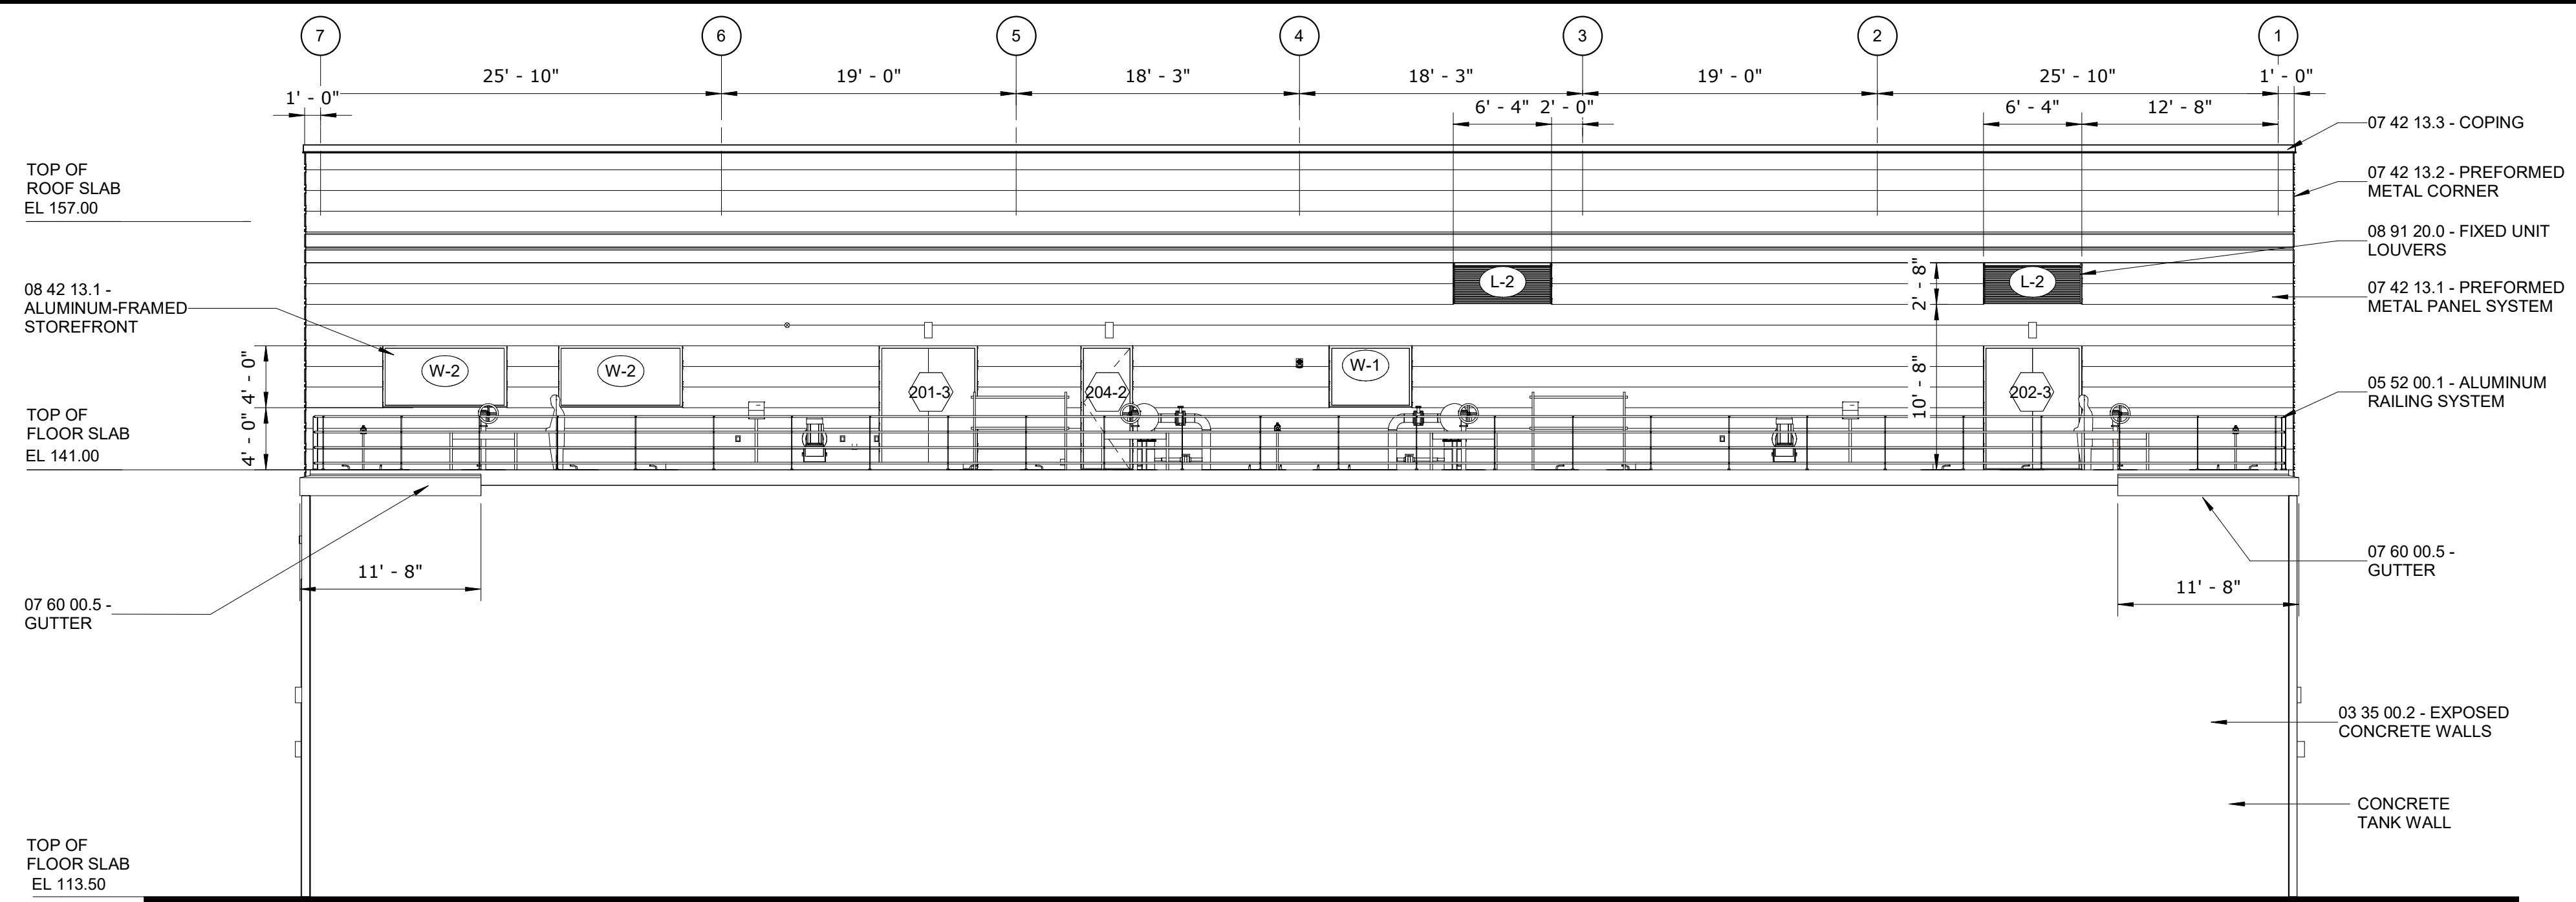 7 6 5 4 3 2 1
25' - 10" 19' - 0" 18' - 3" 18' - 3" 19' - 0" 25' - 10" 1' - 0"
1' - 0" 6' - 4" 2' - 0" 6' - 4" 12' - 8"
07 42 13.3 - COPING
TOP OF
ROOF SLAB
EL 157.00
07 42 13.2 - PREFORMED
METAL CORNER
08 91 20.0 - FIXED UNIT
LOUVERS
L-2 L-2
2' - 8"
07 42 13.1 - PREFORMED
METAL PANEL SYSTEM
08 42 13.1 -
ALUMINUM-FRAMED
STOREFRONT
4' - 0"
W-2 W-2 W-1
201-3 204-2 202-3
10' - 8"
05 52 00.1 - ALUMINUM
RAILING SYSTEM
TOP OF
FLOOR SLAB
EL 141.00
4' - 0"
07 60 00.5 -
GUTTER
11' - 8" 11' - 8"
07 60 00.5 -
GUTTER
03 35 00.2 - EXPOSED
CONCRETE WALLS
CONCRETE
TANK WALL
TOP OF
FLOOR SLAB
EL 113.50